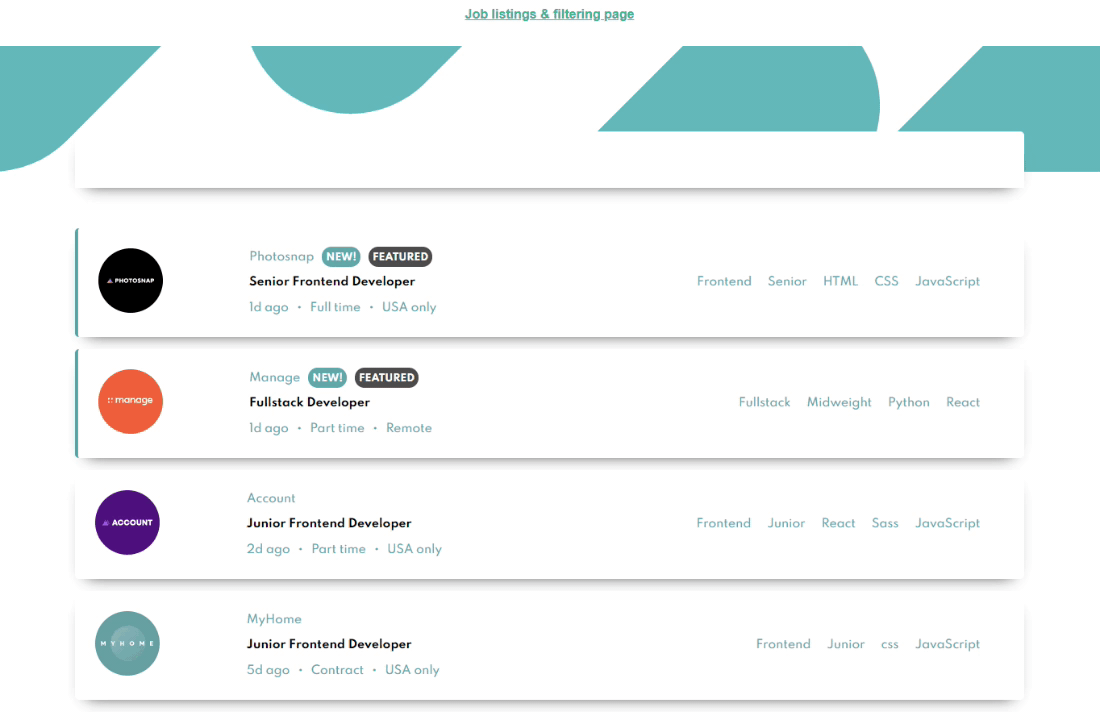 Job listings & filtering page
PHOTOSNAP
Photosnap NEW! FEATURED
Senior Frontend Developer
1d ago • Full time • USA only
Frontend Senior HTML CSS JavaScript
manage
Manage NEW! FEATURED
Fullstack Developer
1d ago • Part time • Remote
Fullstack Midweight Python React
ACCOUNT
Account
Junior Frontend Developer
2d ago • Part time • USA only
Frontend Junior React Sass JavaScript
MYHOME
MyHome
Junior Frontend Developer
5d ago • Contract • USA only
Frontend Junior css JavaScript